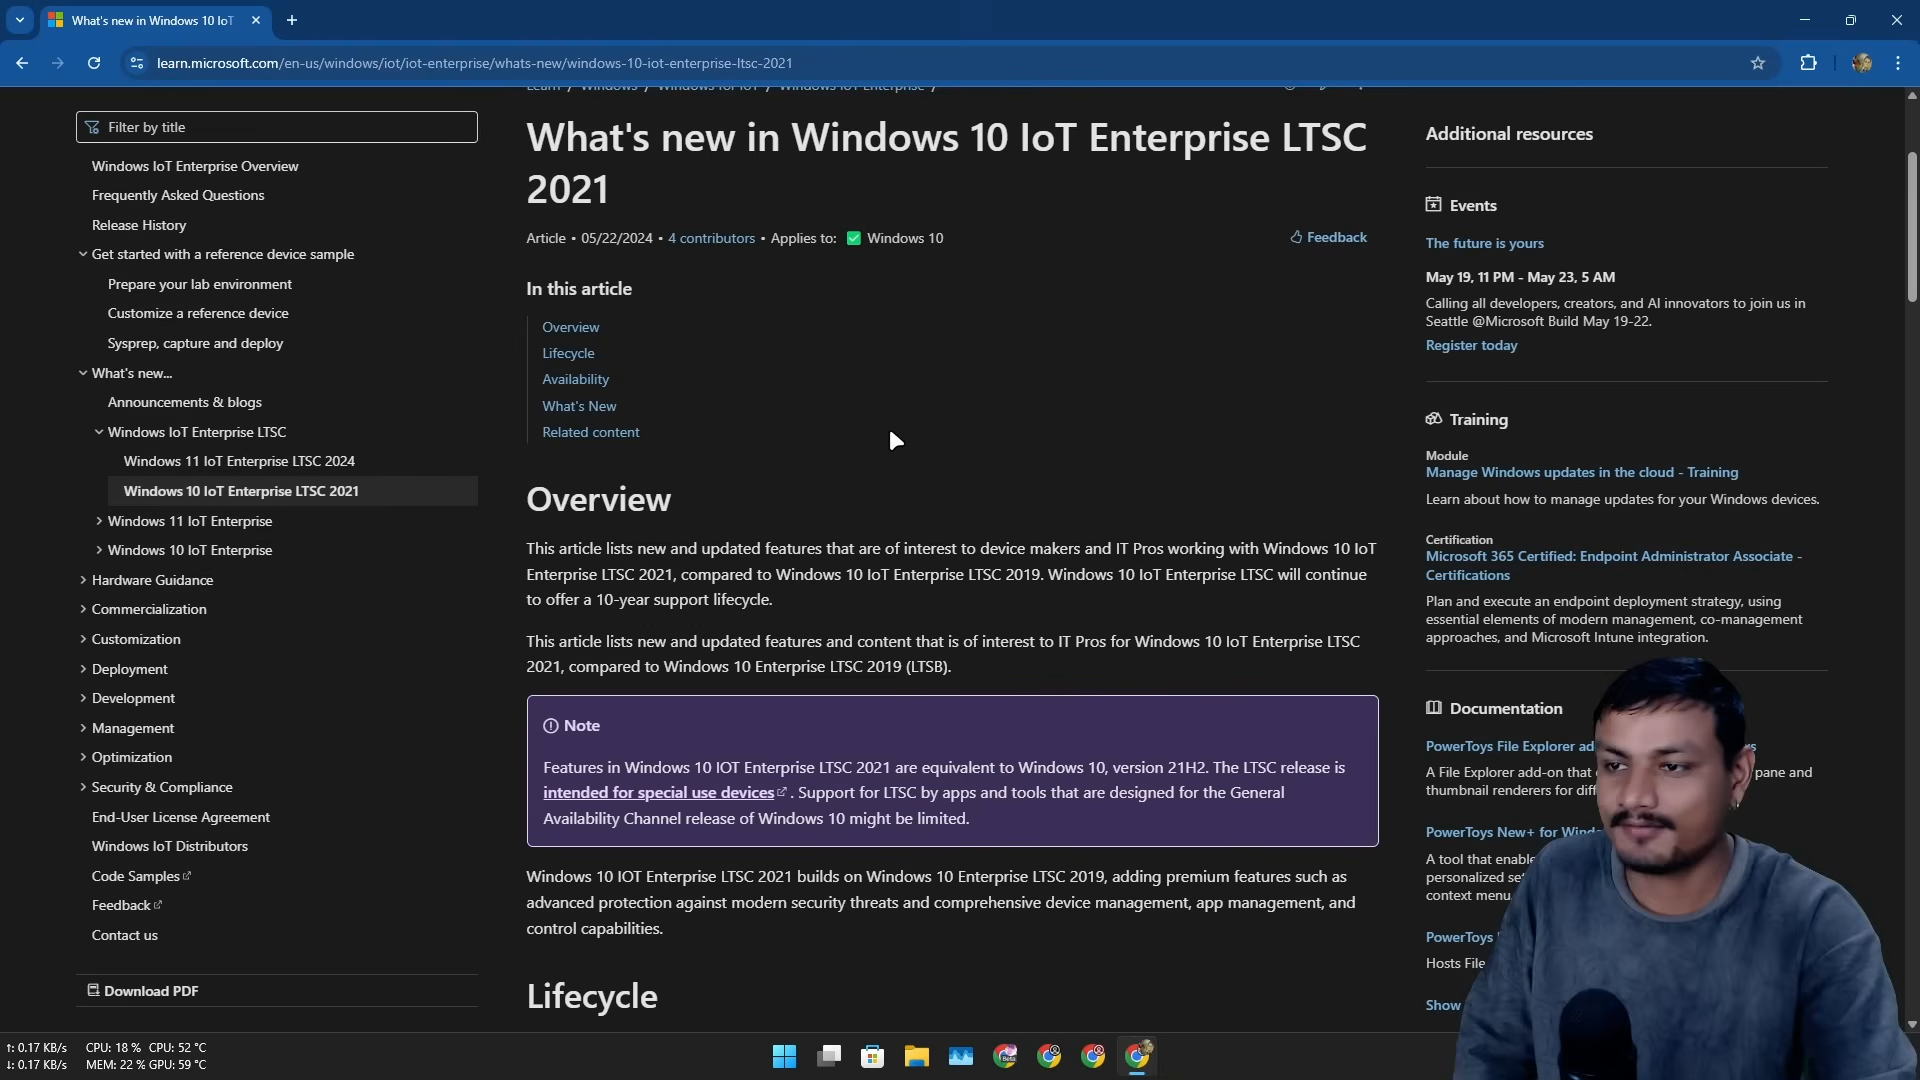 What's new in Windows 10 IoT
learn.microsoft.com/en-us/windows/iot/iot-enterprise/whats-new/windows-10-iot-enterprise-ltsc-2021
Learn / Windows / Windows for IoT / Windows IoT Enterprise /
Filter by title
Windows IoT Enterprise Overview
Frequently Asked Questions
Release History
Get started with a reference device sample
Prepare your lab environment
Customize a reference device
Sysprep, capture and deploy
What's new...
Announcements & blogs
Windows IoT Enterprise LTSC
Windows 11 IoT Enterprise LTSC 2024
Windows 10 IoT Enterprise LTSC 2021
Windows 11 IoT Enterprise
Windows 10 IoT Enterprise
Hardware Guidance
Commercialization
Customization
Deployment
Development
Management
Optimization
Security & Compliance
End-User License Agreement
Windows IoT Distributors
Code Samples
Feedback
Contact us
Download PDF
What's new in Windows 10 IoT Enterprise LTSC
2021
Article • 05/22/2024 • 4 contributors • Applies to: ✅ Windows 10
Feedback
In this article
Overview
Lifecycle
Availability
What's New
Related content
Overview
This article lists new and updated features that are of interest to device makers and IT Pros working with Windows 10 IoT
Enterprise LTSC 2021, compared to Windows 10 IoT Enterprise LTSC 2019. Windows 10 IoT Enterprise LTSC will continue
to offer a 10-year support lifecycle.
This article lists new and updated features and content that is of interest to IT Pros for Windows 10 IoT Enterprise LTSC
2021, compared to Windows 10 Enterprise LTSC 2019 (LTSB).
Note
Features in Windows 10 IOT Enterprise LTSC 2021 are equivalent to Windows 10, version 21H2. The LTSC release is
intended for special use devices . Support for LTSC by apps and tools that are designed for the General
Availability Channel release of Windows 10 might be limited.
Windows 10 IOT Enterprise LTSC 2021 builds on Windows 10 Enterprise LTSC 2019, adding premium features such as
advanced protection against modern security threats and comprehensive device management, app management, and
control capabilities.
Lifecycle
Additional resources
Events
The future is yours
May 19, 11 PM - May 23, 5 AM
Calling all developers, creators, and AI innovators to join us in
Seattle @Microsoft Build May 19-22.
Register today
Training
Module
Manage Windows updates in the cloud - Training
Learn about how to manage updates for your Windows devices.
Certification
Microsoft 365 Certified: Endpoint Administrator Associate -
Certifications
Plan and execute an endpoint deployment strategy, using
essential elements of modern management, co-management
approaches, and Microsoft Intune integration.
Documentation
PowerToys File Explorer
A File Explorer add-on that pane and
thumbnail renderers for
PowerToys New+ for
A tool that
personalized
context menu
PowerToys
Hosts File
Show
↑: 0.17 KB/s CPU: 18 % CPU: 52 °C
↓: 0.17 KB/s MEM: 22 % GPU: 59 °C
Beta